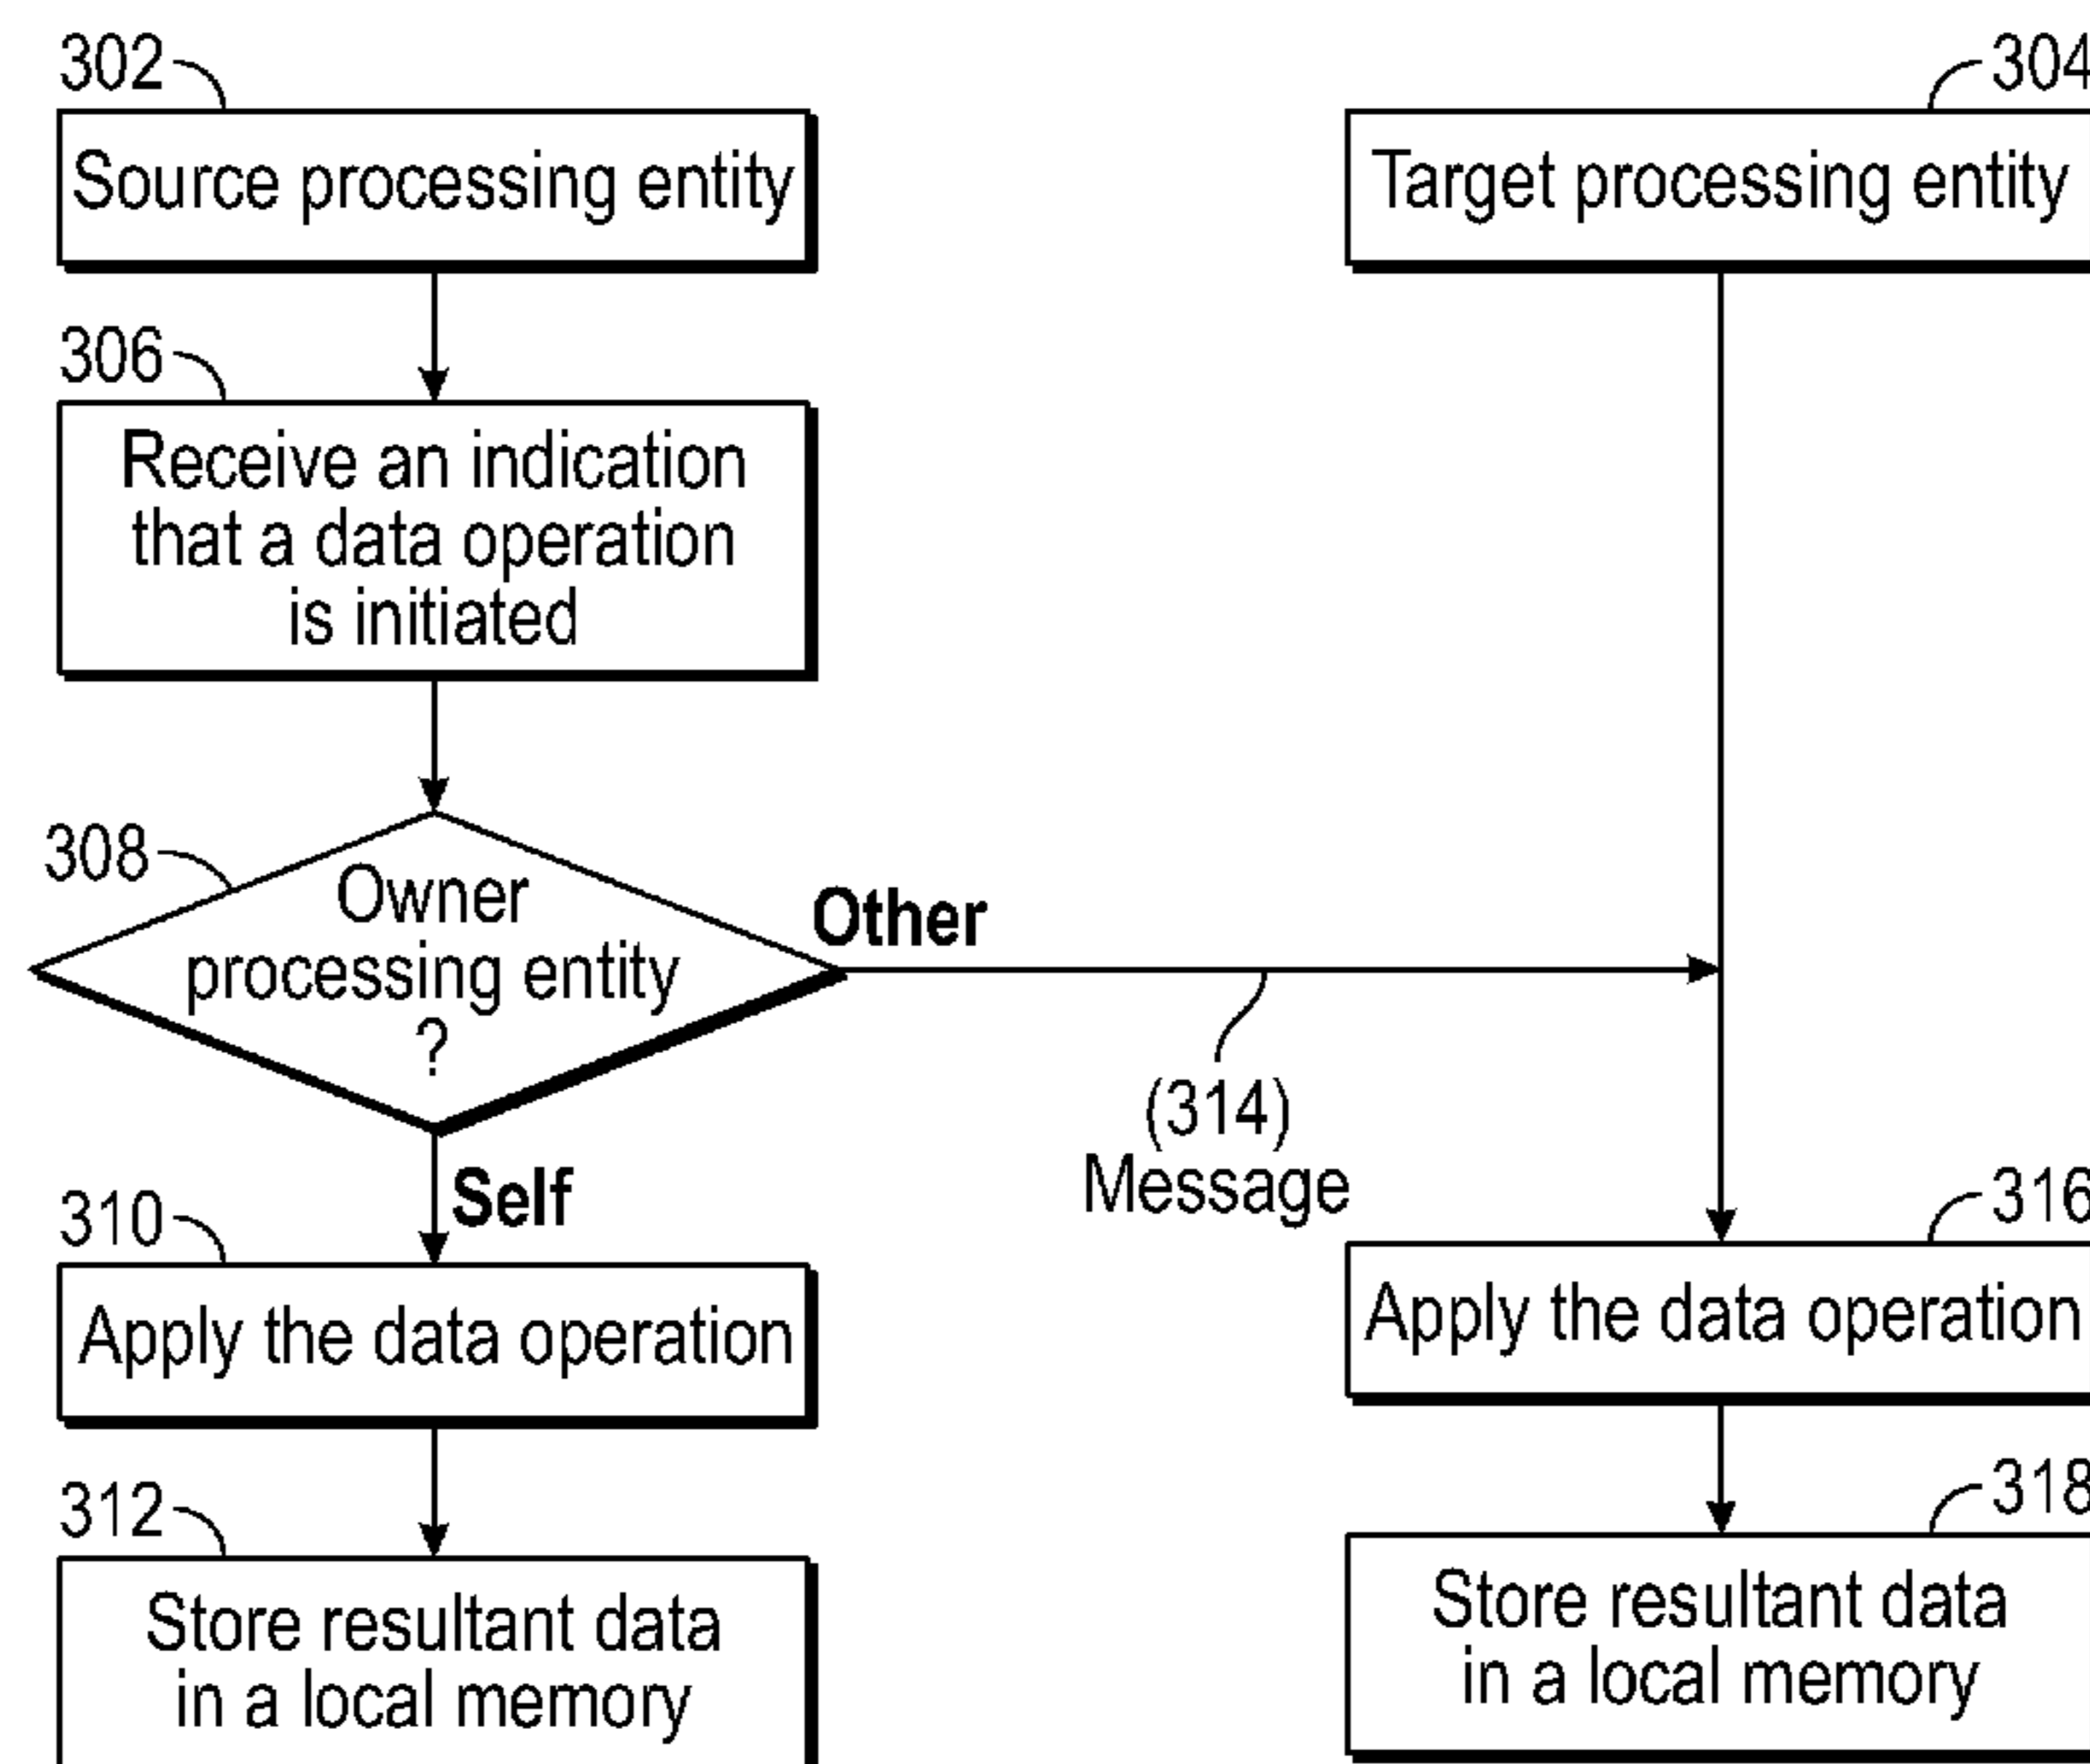 302
304
Source processing entity
Target processing entity
306
Receive an indication
that a data operation
is initiated
308
Owner
processing entity
?
Other
(314)
Message
Self
310
316
Apply the data operation
Apply the data operation
312
318
Store resultant data
in a local memory
Store resultant data
in a local memory